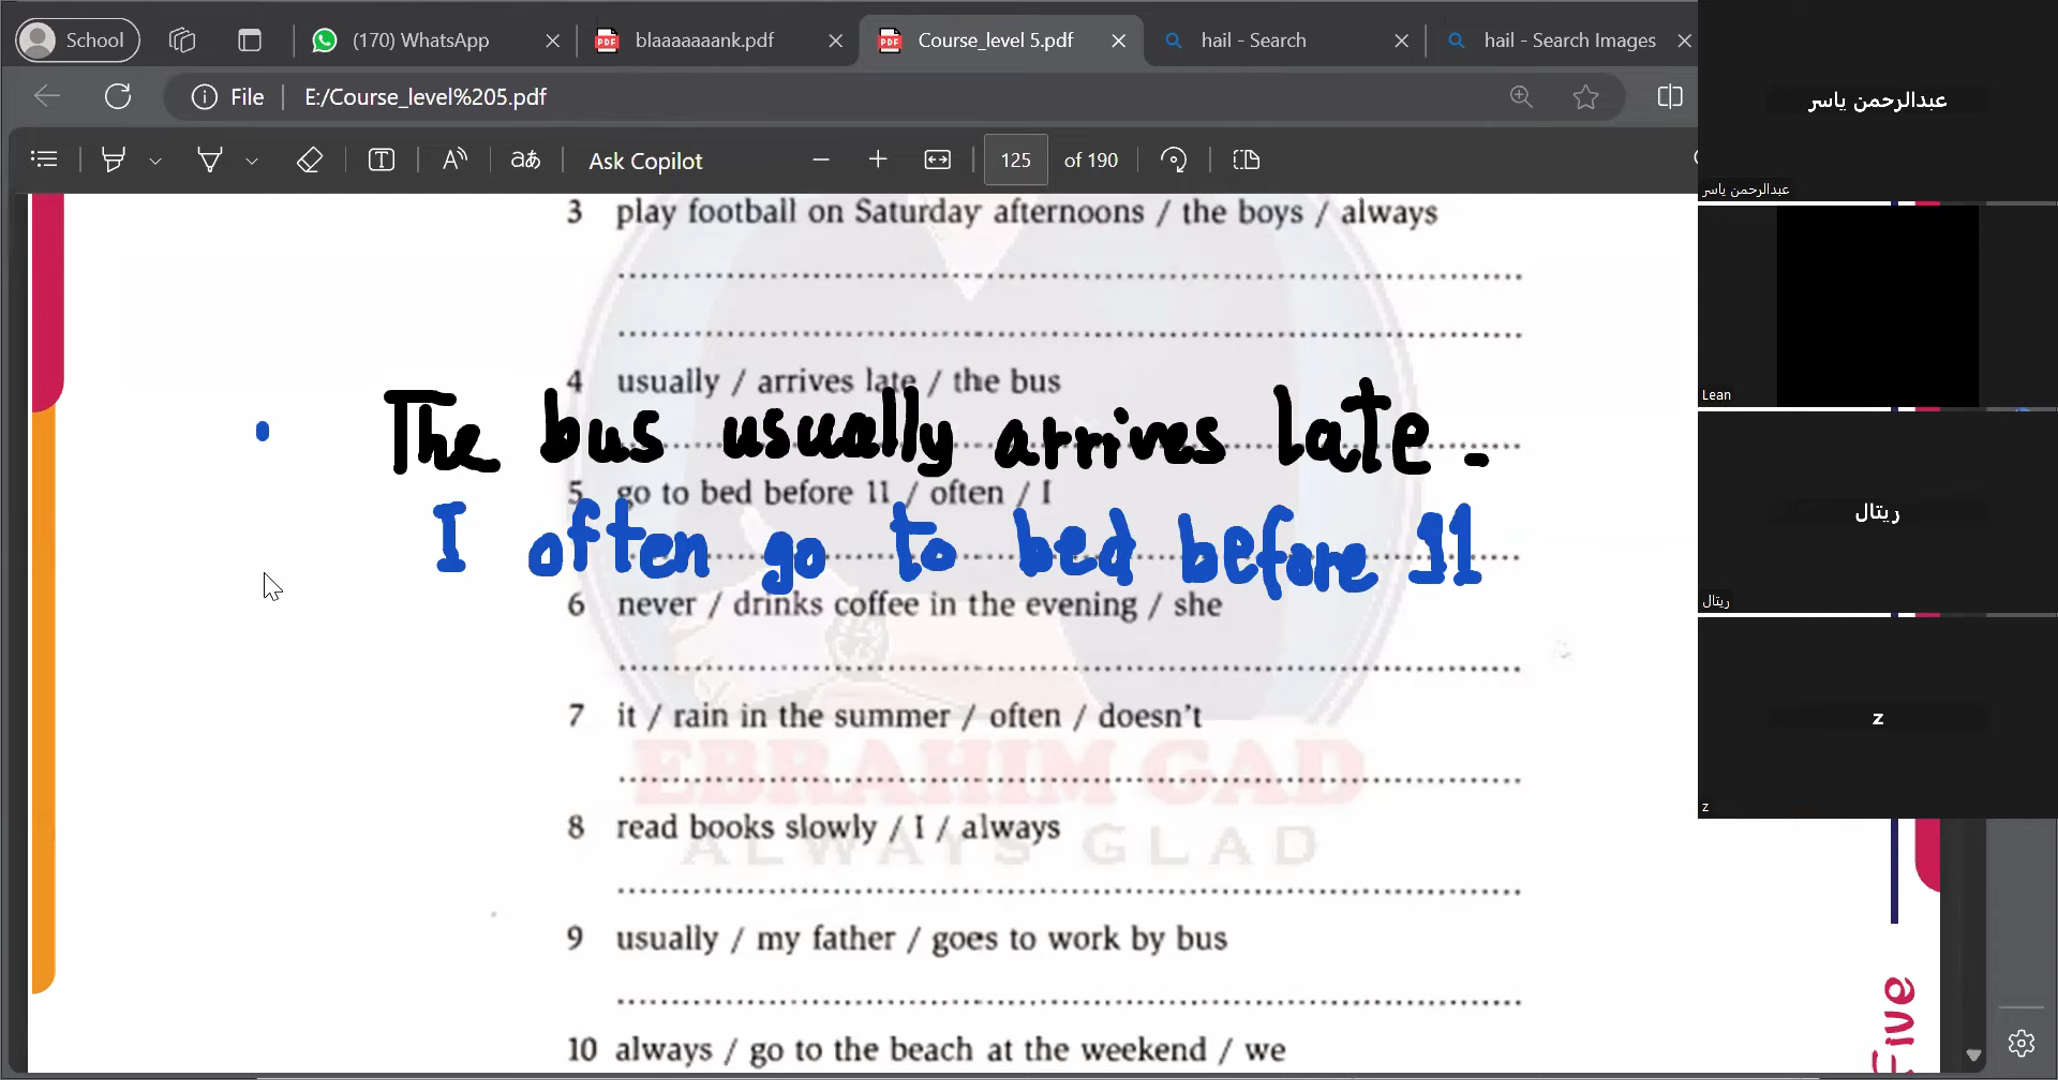 School
(170) WhatsApp
blaaaaaaank.pdf
Course_level 5.pdf
hail - Search
hail - Search Images
File
E:/Course_level%205.pdf
Ask Copilot
125
of 190
3 play football on Saturday afternoons / the boys / always
4 usually / arrives late / the bus
The bus usually arrives late -
5 go to bed before 11 / often / I
I often go to bed before 11
6 never / drinks coffee in the evening / she
7 it / rain in the summer / often / doesn't
EBRAHIM GAD
8 read books slowly / I / always
ALWAYS GLAD
9 usually / my father / goes to work by bus
10 always / go to the beach at the weekend / we
Five
عبدالرحمن ياسر
عبدالرحمن ياسر
Lean
ريتال
ريتال
z
z